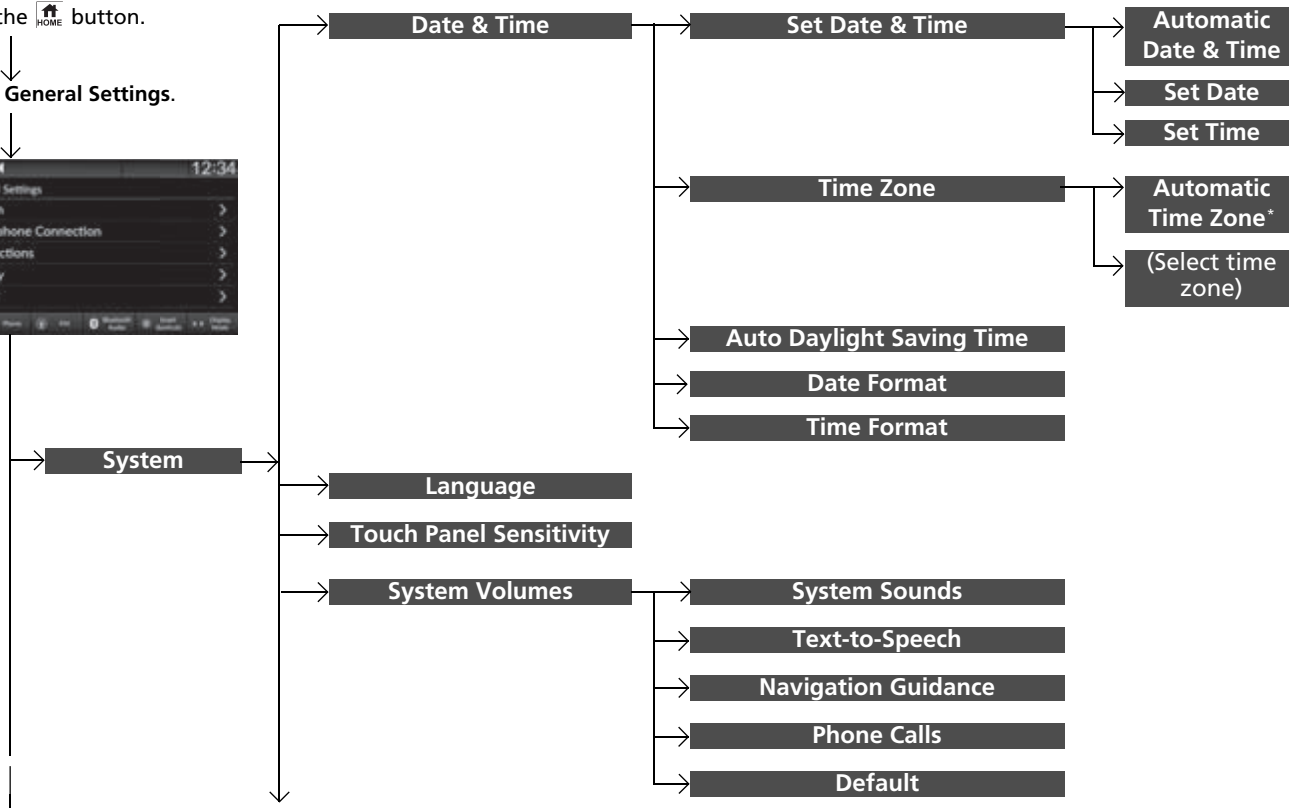 the HOME button.
General Settings.
12:34
Settings
phone Connection
Date & Time
Set Date & Time
Automatic
Date & Time
Set Date
Set Time
Time Zone
Automatic
Time Zone*
(Select time
zone)
Auto Daylight Saving Time
Date Format
Time Format
System
Language
Touch Panel Sensitivity
System Volumes
System Sounds
Text-to-Speech
Navigation Guidance
Phone Calls
Default